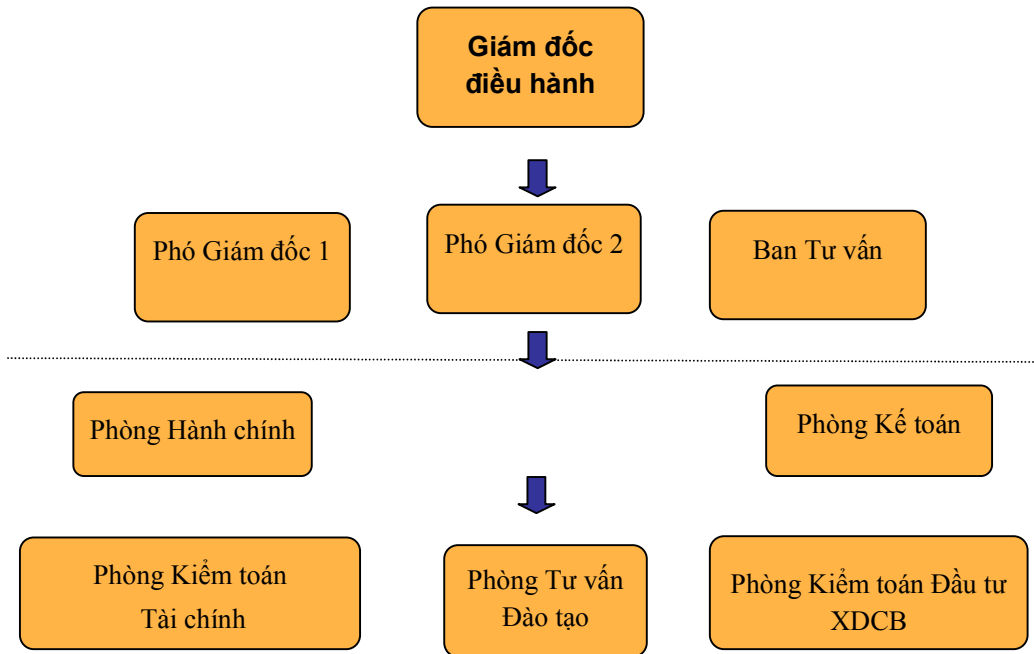 Giám đốc
điều hành
Phó Giám đốc 1
Phó Giám đốc 2
Ban Tư vấn
Phòng Hành chính
Phòng Kế toán
Phòng Kiểm toán
Tài chính
Phòng Tư vấn
Đào tạo
Phòng Kiểm toán Đầu tư
XDCB